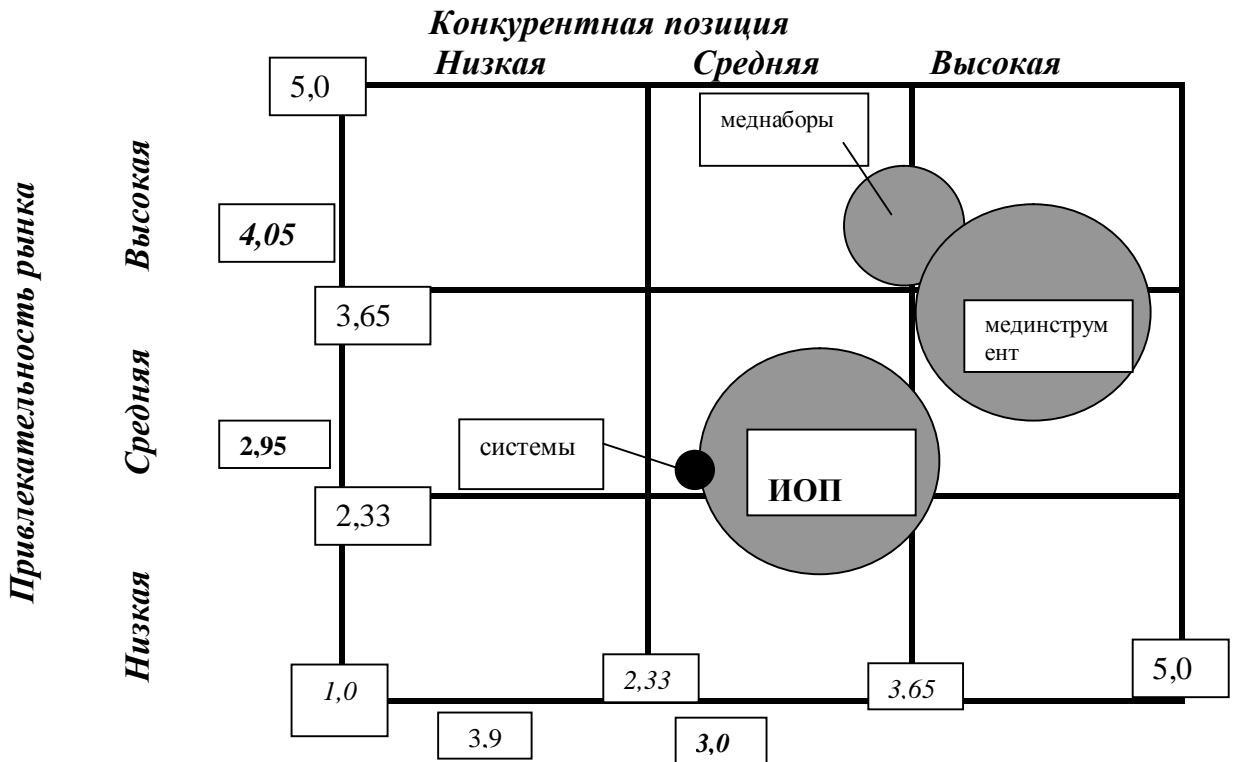 Конкурентная позиция
Низкая Средняя Высокая
5,0
меднаборы
Привлекательность рынка
Высокая
4,05
3,65
мединструм
ент
Средняя
2,95
системы
ИОП
2,33
Низкая
1,0
2,33
3,65
5,0
3,9
3,0